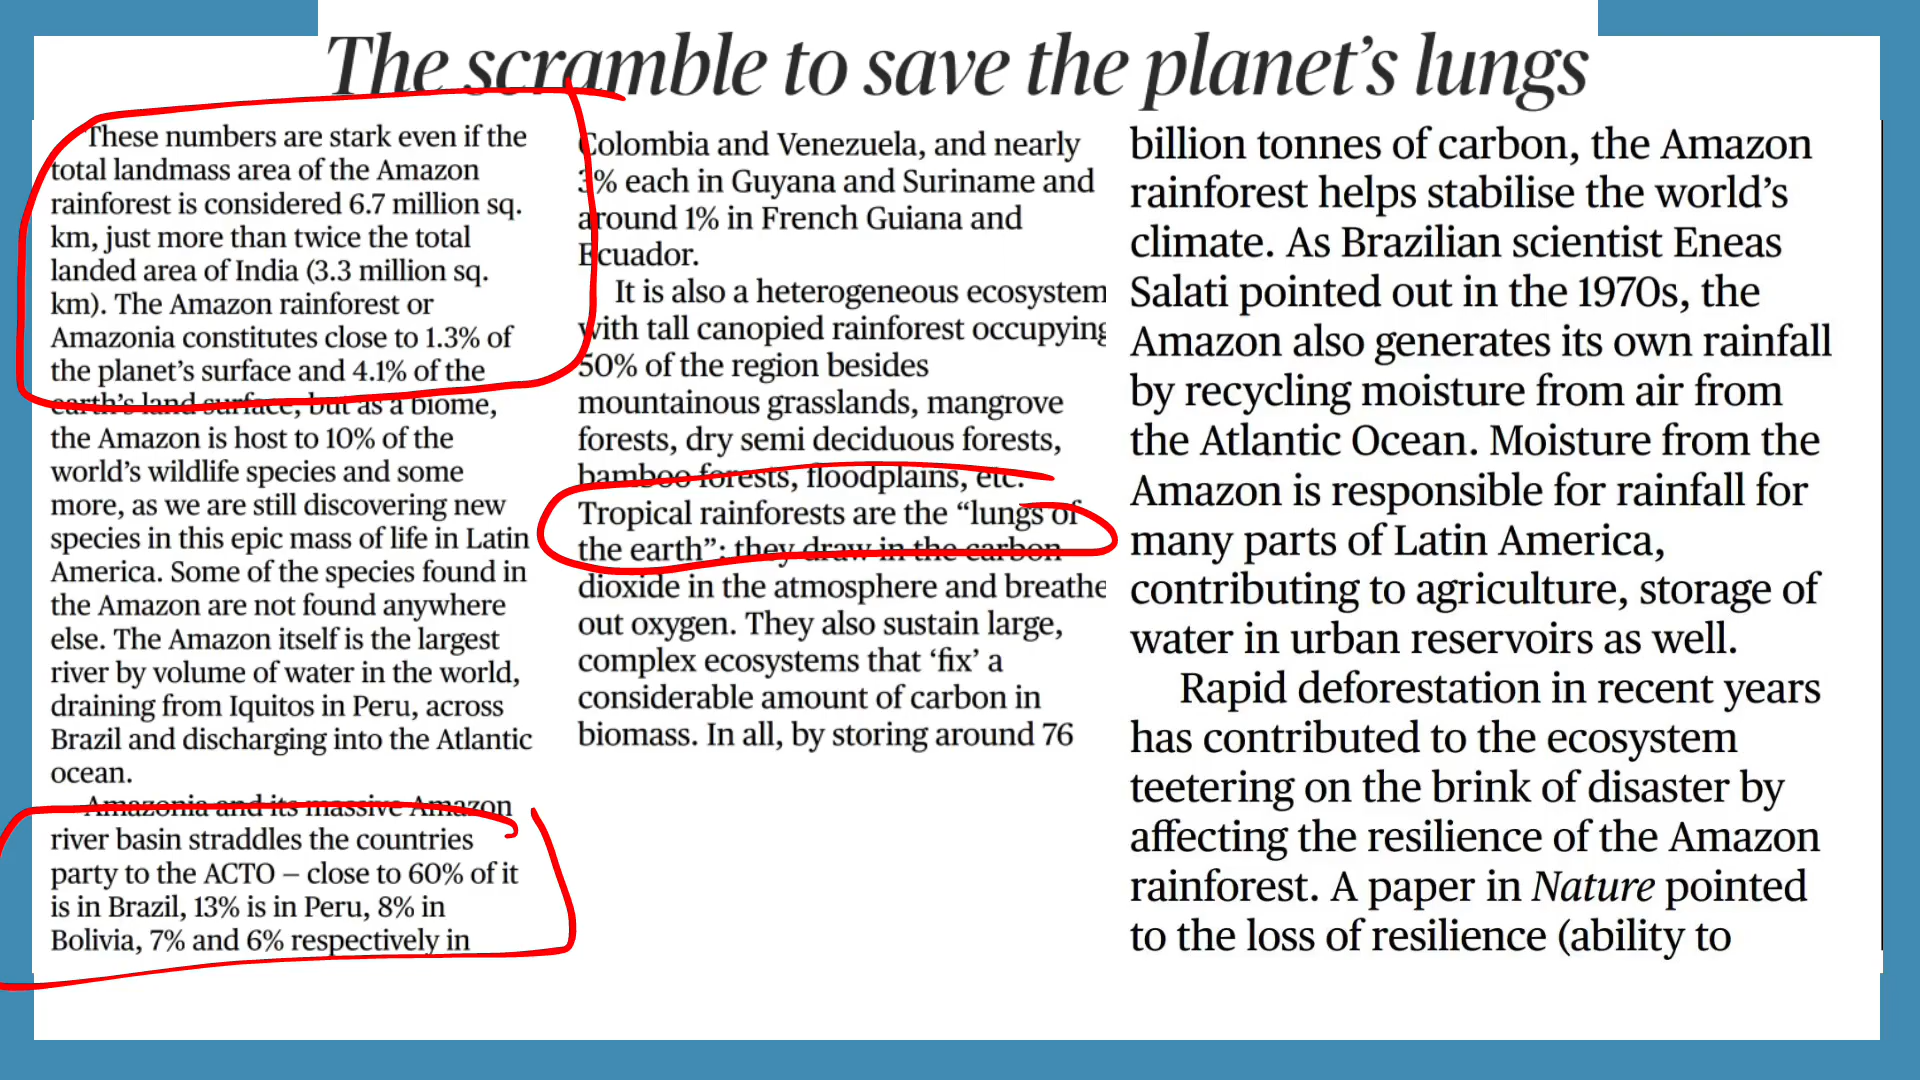 The scramble to save the planet's lungs
These numbers are stark even if the
total landmass area of the Amazon
rainforest is considered 6.7 million sq.
km, just more than twice the total
landed area of India (3.3 million sq.
km). The Amazon rainforest or
Amazonia constitutes close to 1.3% of
the planet's surface and 4.1% of the
earth's land surface, but as a biome,
the Amazon is host to 10% of the
world's wildlife species and some
more, as we are still discovering new
species in this epic mass of life in Latin
America. Some of the species found in
the Amazon are not found anywhere
else. The Amazon itself is the largest
river by volume of water in the world,
draining from Iquitos in Peru, across
Brazil and discharging into the Atlantic
ocean.
Amazonia and its massive Amazon
river basin straddles the countries
party to the ACTO – close to 60% of it
is in Brazil, 13% is in Peru, 8% in
Bolivia, 7% and 6% respectively in
Colombia and Venezuela, and nearly
3% each in Guyana and Suriname and
around 1% in French Guiana and
Ecuador.
It is also a heterogeneous ecosystem
with tall canopied rainforest occupying
50% of the region besides
mountainous grasslands, mangrove
forests, dry semi deciduous forests,
bamboo forests, floodplains, etc.
Tropical rainforests are the “lungs of
the earth”; they draw in the carbon
dioxide in the atmosphere and breathe
out oxygen. They also sustain large,
complex ecosystems that ‘fix’ a
considerable amount of carbon in
biomass. In all, by storing around 76
billion tonnes of carbon, the Amazon
rainforest helps stabilise the world's
climate. As Brazilian scientist Eneas
Salati pointed out in the 1970s, the
Amazon also generates its own rainfall
by recycling moisture from air from
the Atlantic Ocean. Moisture from the
Amazon is responsible for rainfall for
many parts of Latin America,
contributing to agriculture, storage of
water in urban reservoirs as well.
Rapid deforestation in recent years
has contributed to the ecosystem
teetering on the brink of disaster by
affecting the resilience of the Amazon
rainforest. A paper in Nature pointed
to the loss of resilience (ability to